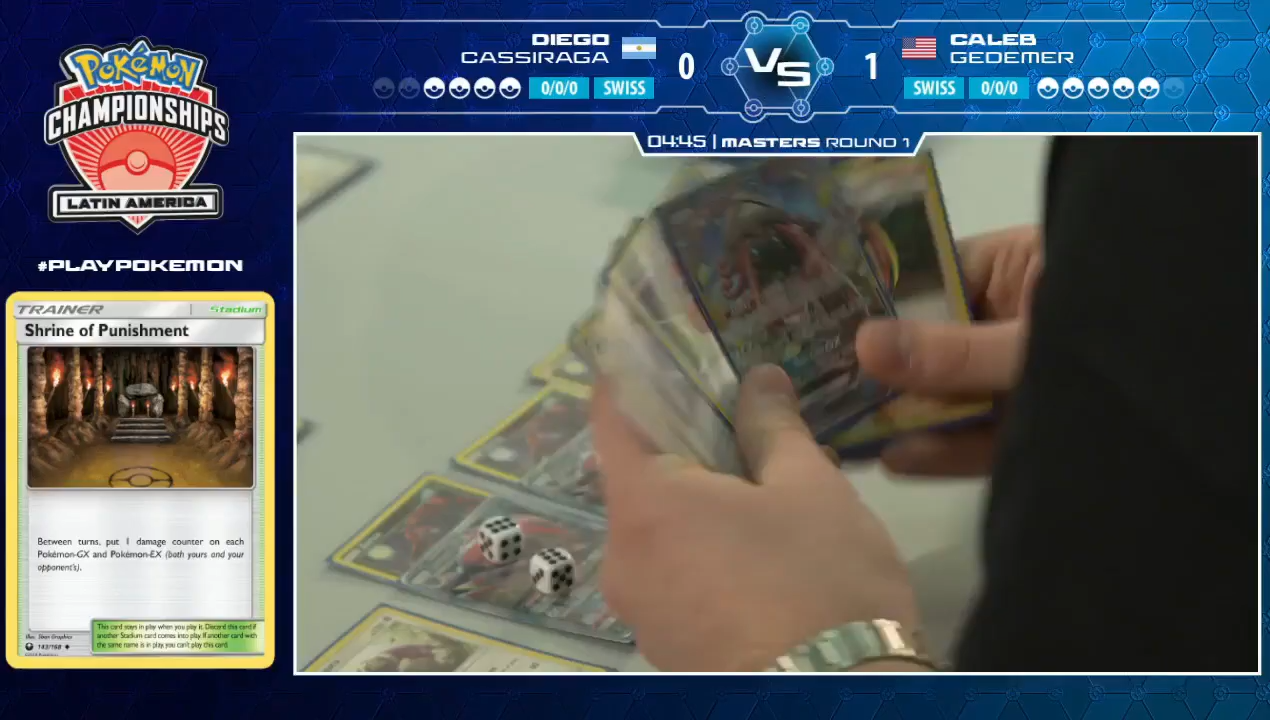 Pokémon
CHAMPIONSHIPS
LATIN AMERICA
#PLAYPOKEMON
DIEGO
CASSIRAGA
0
VS
1
CALEB
GEDEMER
0/0/0
SWISS
SWISS
0/0/0
04:45 | MASTERS ROUND 1
TRAINER
Stadium
Shrine of Punishment
Between turns, put 1 damage counter on each
Pokémon-GX and Pokémon-EX (both yours and your
opponent's).
This card stays in play when you play it. Discard this card if
another Stadium card comes into play. If another card with
the same name is in play, you can't play this card.
143/168